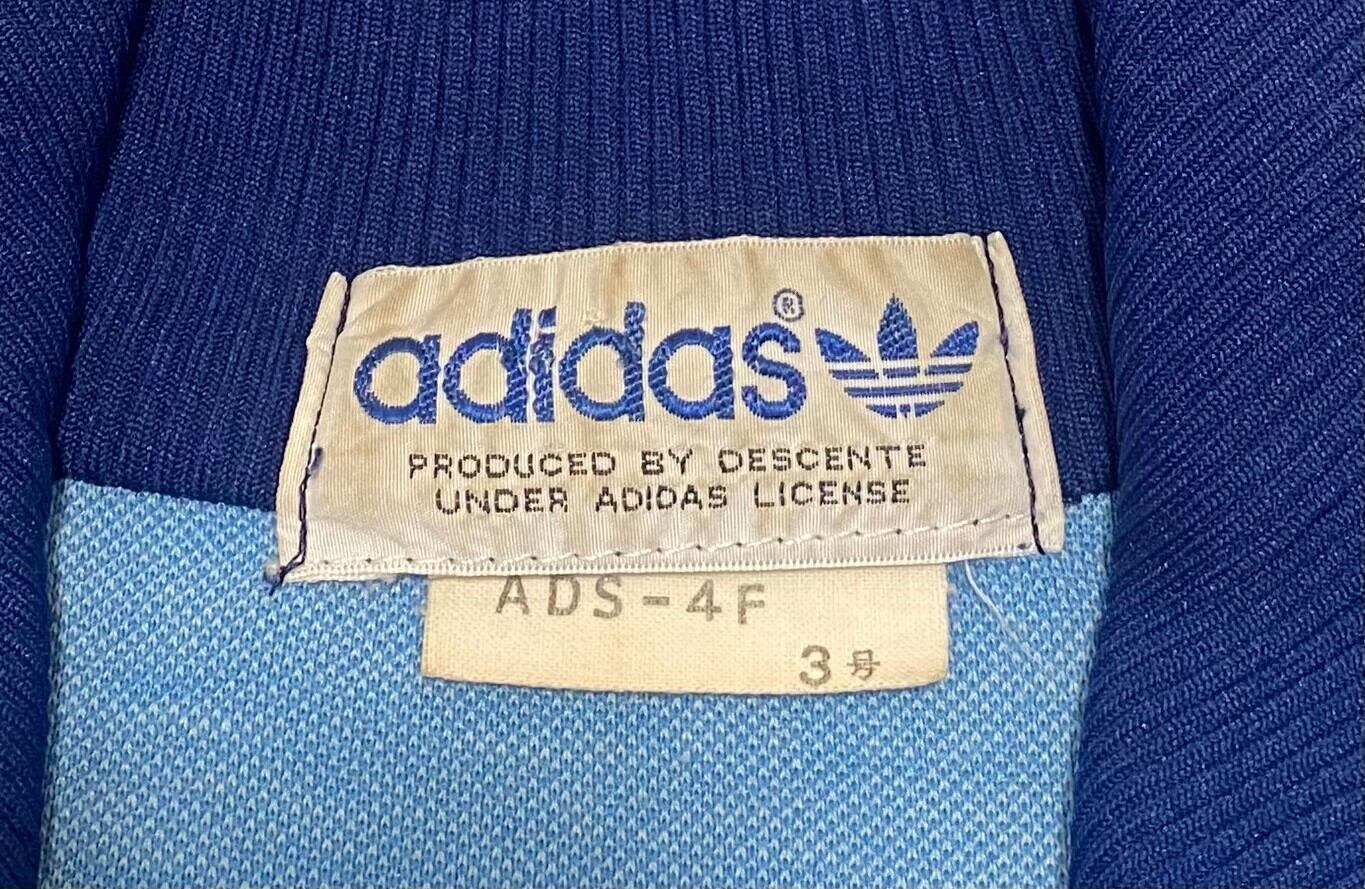 adidas®
PRODUCED BY DESCENTE
UNDER ADIDAS LICENSE
ADS-4F
3号